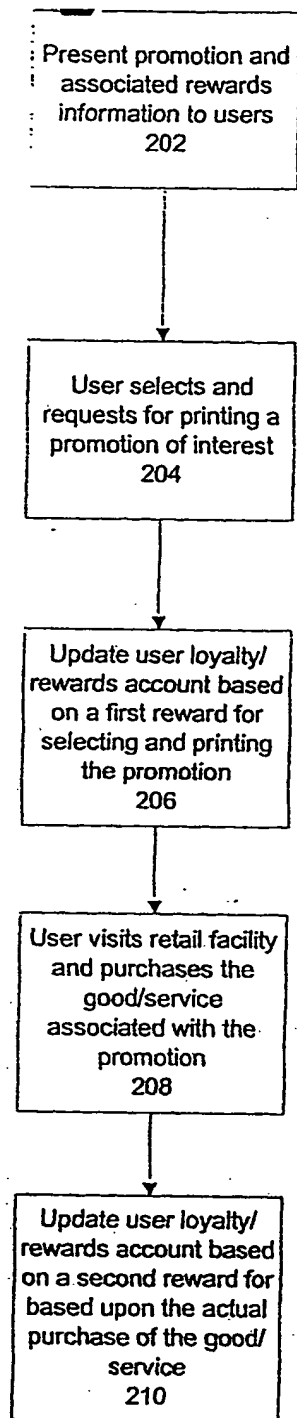 Present promotion and
associated rewards
information to users
202
User selects and
requests for printing a
promotion of interest
204
Update user loyalty/
rewards account based
on a first reward for
selecting and printing
the promotion
206
User visits retail facility
and purchases the
good/service
associated with the
promotion
208
Update user loyalty/
rewards account based
on a second reward for
based upon the actual
purchase of the good/
service
210